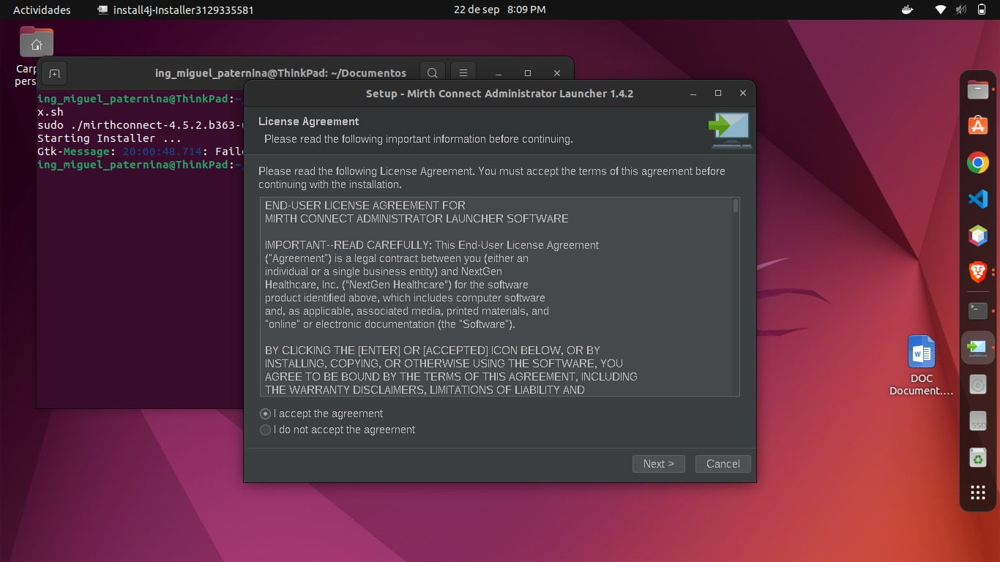 Actividades
install4j-Installer3129335581
22 de sep 8:09 PM
Carp
pers
ing_miguel_paternina@ThinkPad: ~/Documentos
ing_miguel_paternina@ThinkPad:~
x.sh
sudo ./mirthconnect-4.5.2.b363-u
Starting Installer ...
Gtk-Message: 20:00:48.714: Faile
ing_miguel_paternina@ThinkPad:~
Setup - Mirth Connect Administrator Launcher 1.4.2
License Agreement
Please read the following important information before continuing.
Please read the following License Agreement. You must accept the terms of this agreement before
continuing with the installation.
END-USER LICENSE AGREEMENT FOR
MIRTH CONNECT ADMINISTRATOR LAUNCHER SOFTWARE
IMPORTANT--READ CAREFULLY: This End-User License Agreement
("Agreement") is a legal contract between you (either an
individual or a single business entity) and NextGen
Healthcare, Inc. ("NextGen Healthcare") for the software
product identified above, which includes computer software
and, as applicable, associated media, printed materials, and
"online" or electronic documentation (the "Software").
BY CLICKING THE [ENTER] OR [ACCEPTED] ICON BELOW, OR BY
INSTALLING, COPYING, OR OTHERWISE USING THE SOFTWARE, YOU
AGREE TO BE BOUND BY THE TERMS OF THIS AGREEMENT, INCLUDING
THE WARRANTY DISCLAIMERS, LIMITATIONS OF LIABILITY AND
I accept the agreement
I do not accept the agreement
Next >
Cancel
W
DOC
Document....
SSD